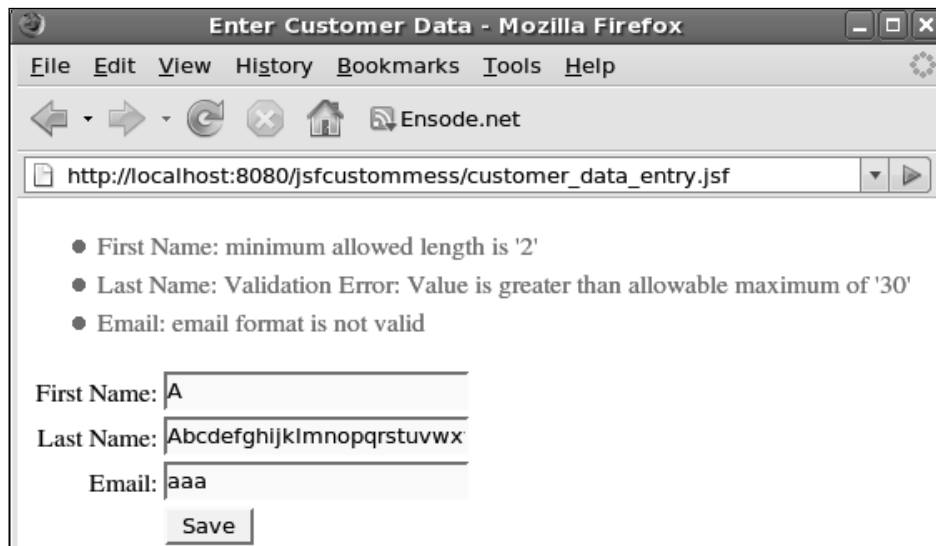 Enter Customer Data - Mozilla Firefox
File Edit View History Bookmarks Tools Help
Ensode.net
http://localhost:8080/jsfcustommess/customer_data_entry.jsf
First Name: minimum allowed length is '2'
Last Name: Validation Error: Value is greater than allowable maximum of '30'
Email: email format is not valid
First Name: A
Last Name: Abcdefghijklmnopqrstuvwx
Email: aaa
Save